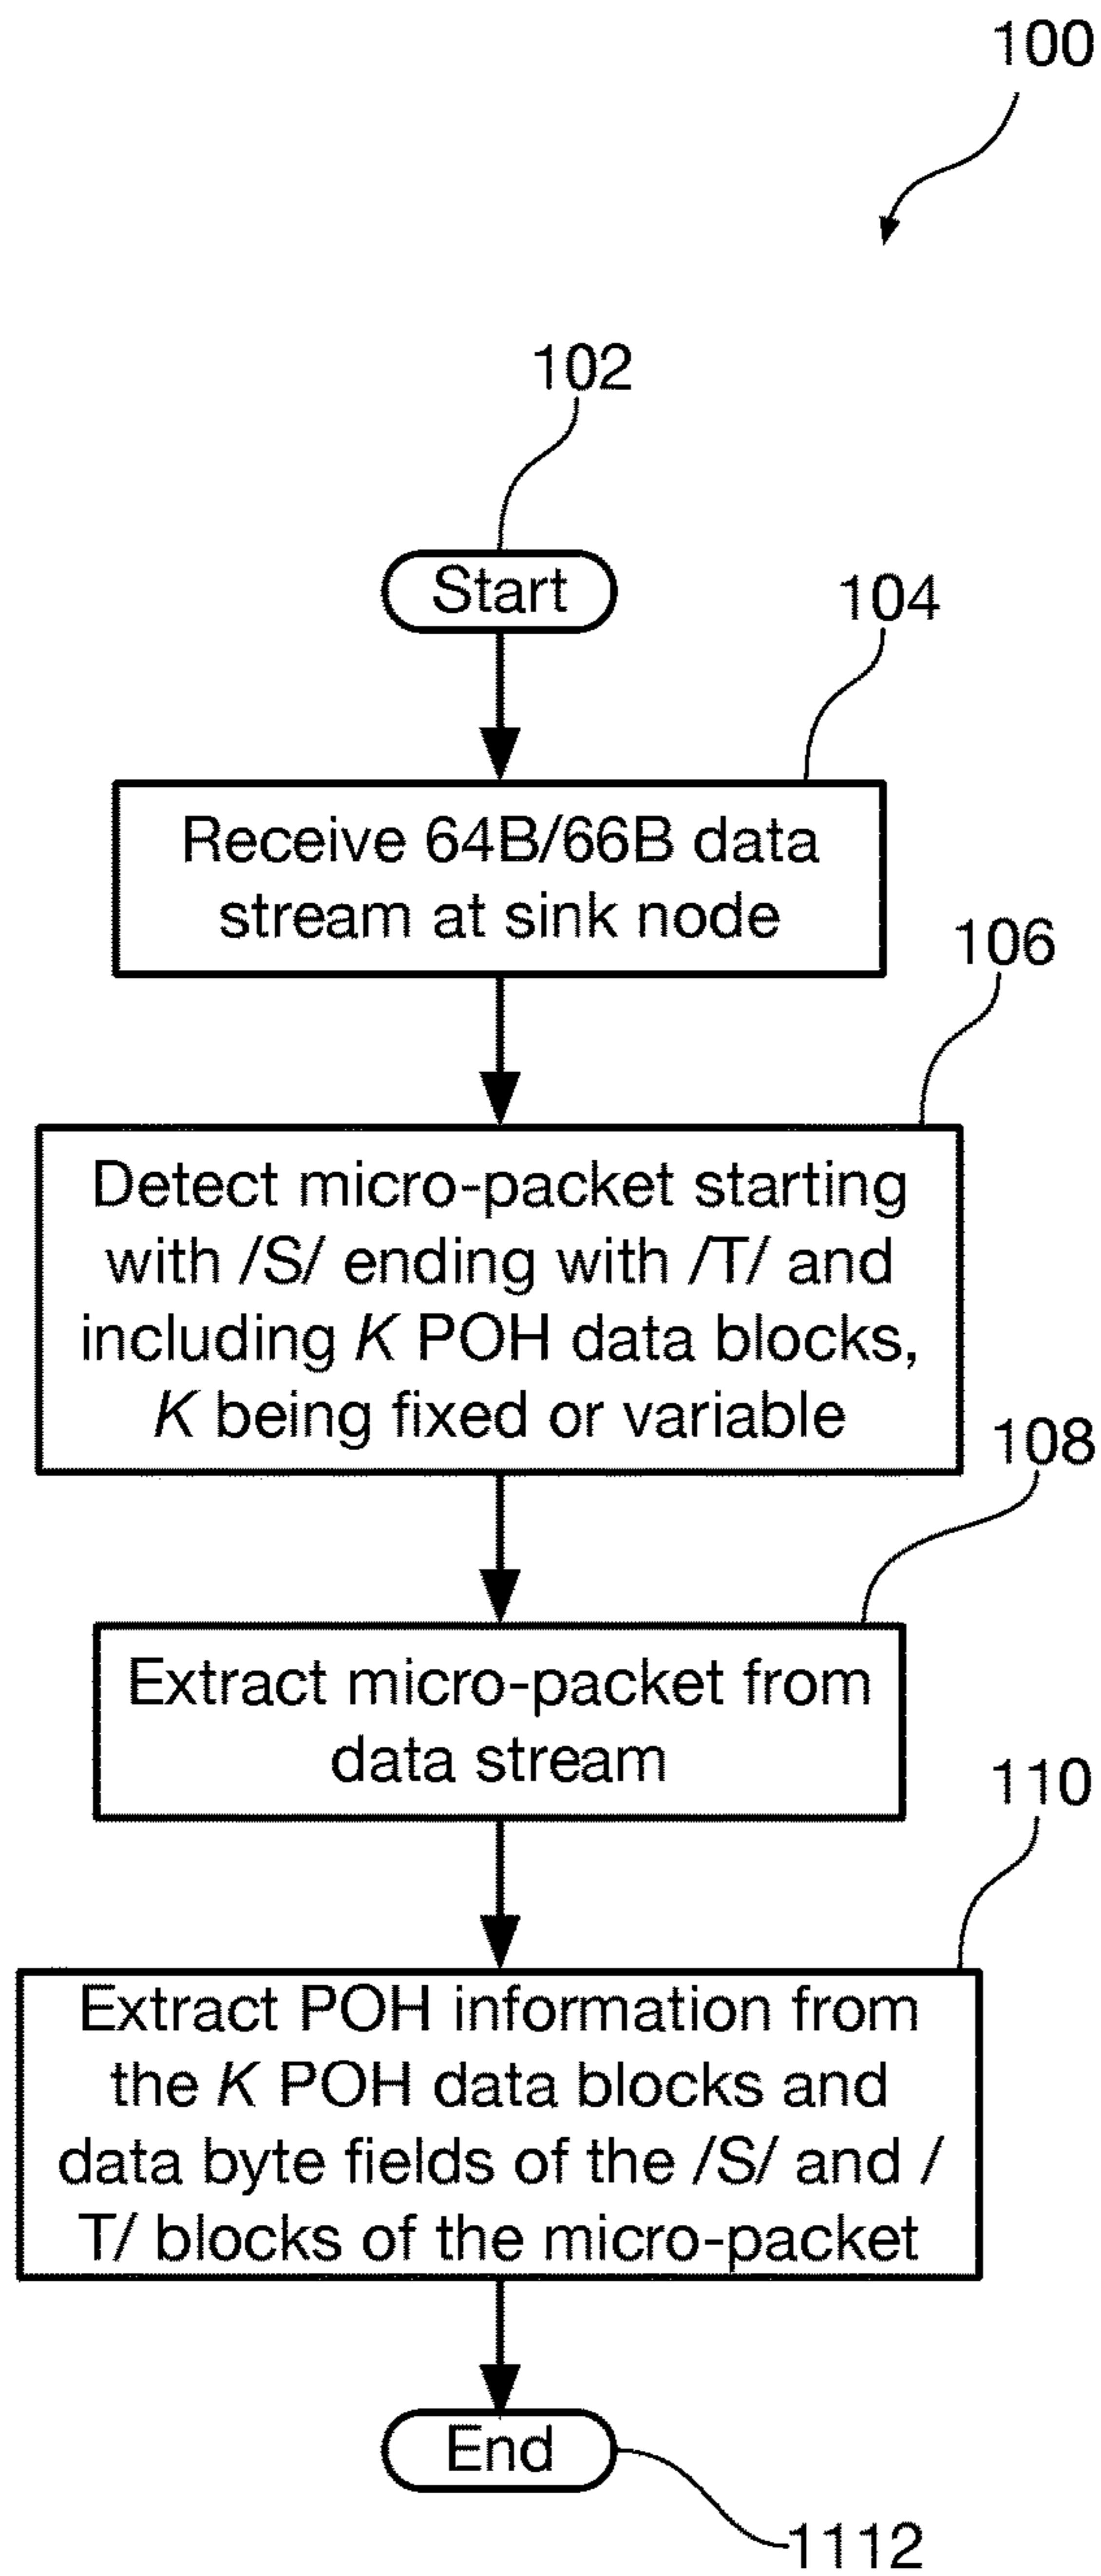 100
102
Start
104
Receive 64B/66B data
stream at sink node
106
Detect micro-packet starting
with /S/ ending with /T/ and
including K POH data blocks,
K being fixed or variable
108
Extract micro-packet from
data stream
110
Extract POH information from
the K POH data blocks and
data byte fields of the /S/ and /
T/ blocks of the micro-packet
End
1112